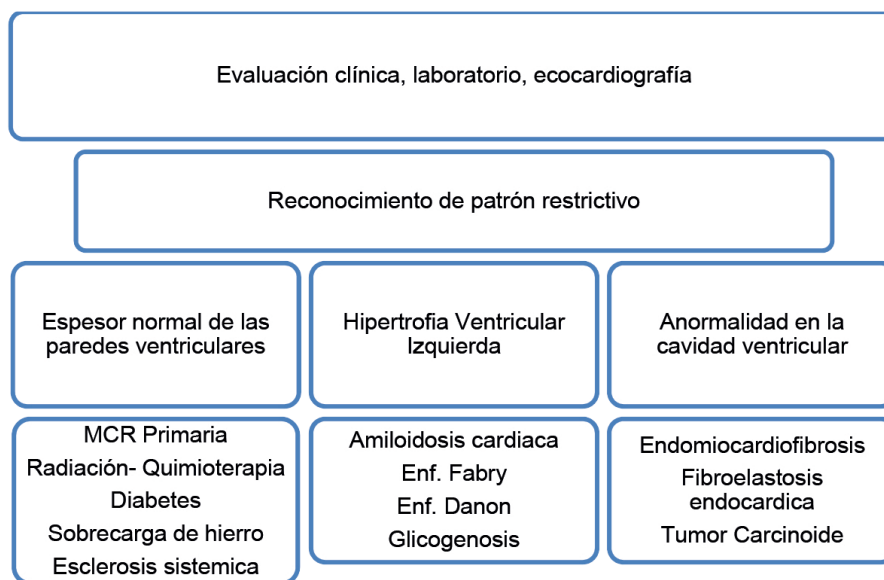 Evaluación clínica, laboratorio, ecocardiografía
Reconocimiento de patrón restrictivo
Espesor normal de las
paredes ventriculares
Hipertrofia Ventricular
Izquierda
Anormalidad en la
cavidad ventricular
MCR Primaria
Radiación- Quimioterapia
Diabetes
Sobrecarga de hierro
Esclerosis sistemica
Amiloidosis cardiaca
Enf. Fabry
Enf. Danon
Glicogenosis
Endomiocardiofibrosis
Fibroelastosis
endocardica
Tumor Carcinoide